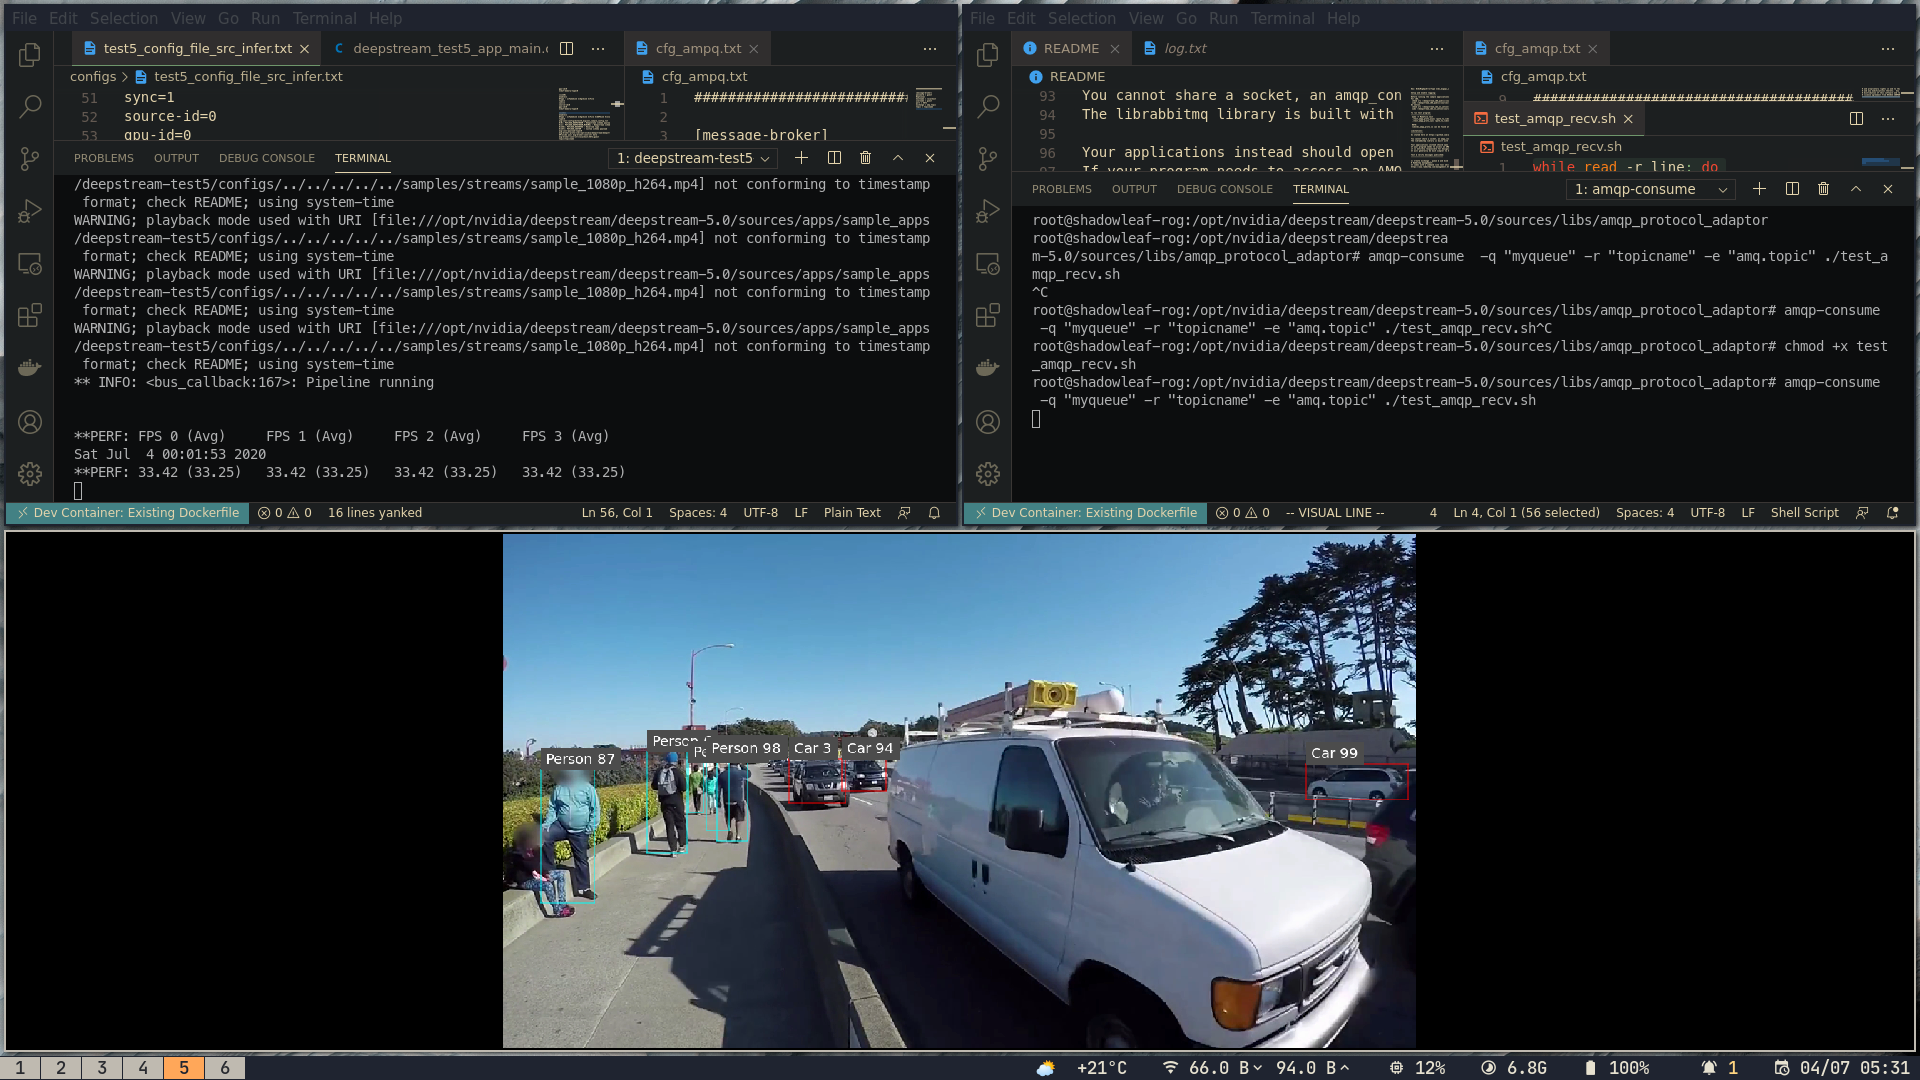 File Edit Selection View Go Run Terminal Help
test5_config_file_src_infer.txt
deepstream_test5_app_main.c
cfg_ampq.txt
configs > test5_config_file_src_infer.txt
cfg_ampq.txt
51 sync=1
52 source-id=0
53 gpu-id=0
1 ##########################
2
3 [message-broker]
PROBLEMS OUTPUT DEBUG CONSOLE TERMINAL
1: deepstream-test5
/deepstream-test5/configs/../../../../../samples/streams/sample_1080p_h264.mp4] not conforming to timestamp
format; check README; using system-time
WARNING; playback mode used with URI [file:///opt/nvidia/deepstream/deepstream-5.0/sources/apps/sample_apps
/deepstream-test5/configs/../../../../../samples/streams/sample_1080p_h264.mp4] not conforming to timestamp
format; check README; using system-time
WARNING; playback mode used with URI [file:///opt/nvidia/deepstream/deepstream-5.0/sources/apps/sample_apps
/deepstream-test5/configs/../../../../../samples/streams/sample_1080p_h264.mp4] not conforming to timestamp
format; check README; using system-time
WARNING; playback mode used with URI [file:///opt/nvidia/deepstream/deepstream-5.0/sources/apps/sample_apps
/deepstream-test5/configs/../../../../../samples/streams/sample_1080p_h264.mp4] not conforming to timestamp
format; check README; using system-time
** INFO: <bus_callback:167>: Pipeline running
**PERF: FPS 0 (Avg) FPS 1 (Avg) FPS 2 (Avg) FPS 3 (Avg)
Sat Jul 4 00:01:53 2020
**PERF: 33.42 (33.25) 33.42 (33.25) 33.42 (33.25) 33.42 (33.25)
Dev Container: Existing Dockerfile 0 0 16 lines yanked Ln 56, Col 1 Spaces: 4 UTF-8 LF Plain Text
File Edit Selection View Go Run Terminal Help
README
log.txt
cfg_amqp.txt
README
cfg_amqp.txt
93 You cannot share a socket, an amqp_con
94 The librabbitmq library is built with
95
96 Your applications instead should open
97
9 ######################################
test_amqp_recv.sh
test_amqp_recv.sh
1 while read -r line; do
PROBLEMS OUTPUT DEBUG CONSOLE TERMINAL
1: amqp-consume
root@shadowleaf-rog:/opt/nvidia/deepstream/deepstream-5.0/sources/libs/amqp_protocol_adaptor
root@shadowleaf-rog:/opt/nvidia/deepstream/deepstrea
m-5.0/sources/libs/amqp_protocol_adaptor# amqp-consume -q "myqueue" -r "topicname" -e "amq.topic" ./test_a
mqp_recv.sh
^C
root@shadowleaf-rog:/opt/nvidia/deepstream/deepstream-5.0/sources/libs/amqp_protocol_adaptor# amqp-consume
-q "myqueue" -r "topicname" -e "amq.topic" ./test_amqp_recv.sh^C
root@shadowleaf-rog:/opt/nvidia/deepstream/deepstream-5.0/sources/libs/amqp_protocol_adaptor# chmod +x test
_amqp_recv.sh
root@shadowleaf-rog:/opt/nvidia/deepstream/deepstream-5.0/sources/libs/amqp_protocol_adaptor# amqp-consume
-q "myqueue" -r "topicname" -e "amq.topic" ./test_amqp_recv.sh
Dev Container: Existing Dockerfile 0 0 -- VISUAL LINE -- 4 Ln 4, Col 1 (56 selected) Spaces: 4 UTF-8 LF Shell Script
Person 87
Person
Person 98
Car 3
Car 94
Car 99
1 2 3 4 5 6
+21°C 66.0 B 94.0 B 12% 6.8G 100% 1 04/07 05:31